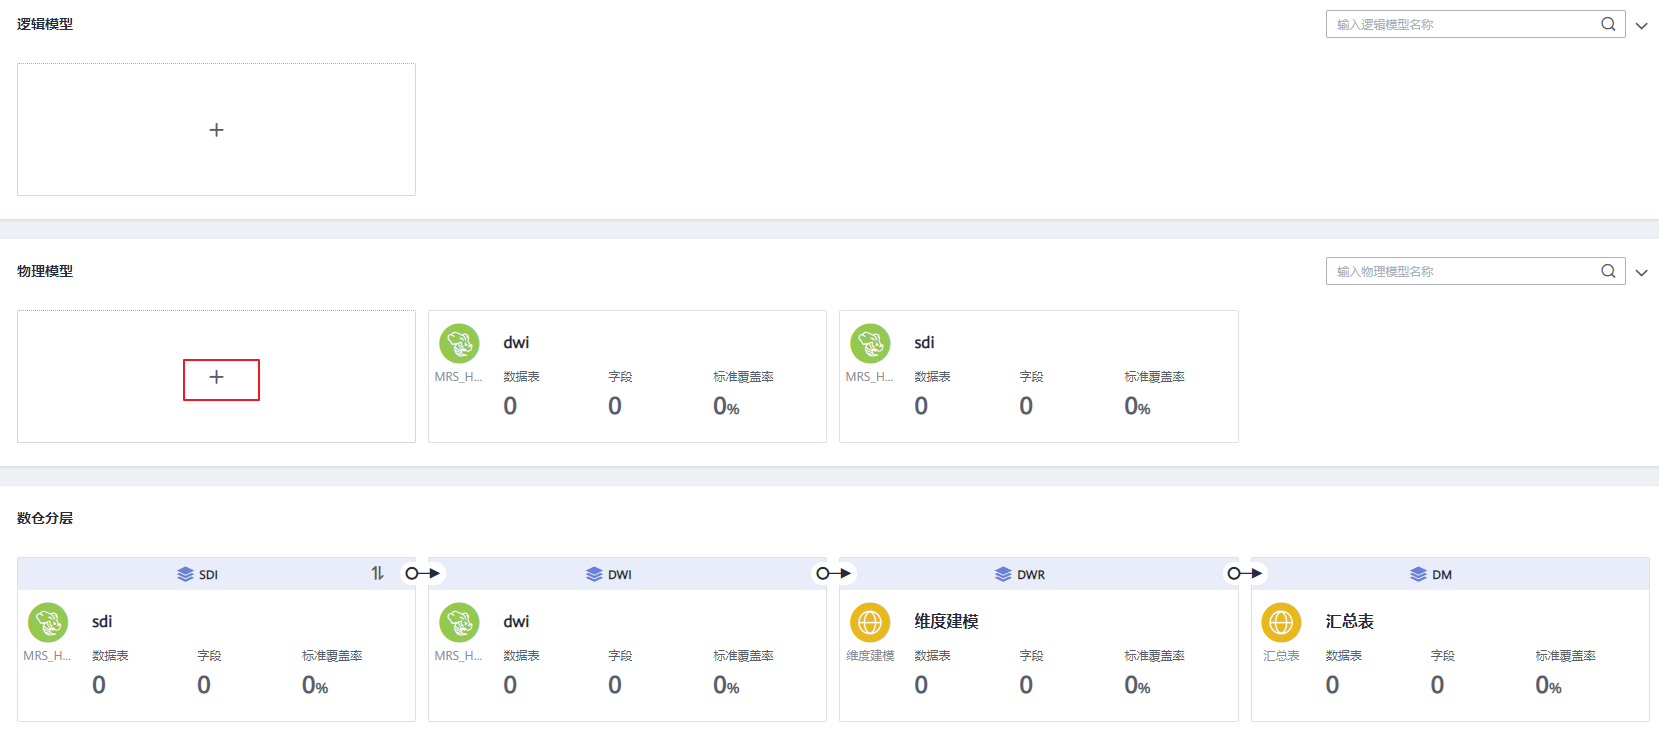 逻辑模型
输入逻辑模型名称
物理模型
输入物理模型名称
dwi
MRS_H...
数据表 字段 标准覆盖率
0 0 0%
sdi
MRS_H...
数据表 字段 标准覆盖率
0 0 0%
数仓分层
SDI
sdi
MRS_H...
数据表 字段 标准覆盖率
0 0 0%
DWI
dwi
MRS_H...
数据表 字段 标准覆盖率
0 0 0%
DWR
维度建模
维度建模
数据表 字段 标准覆盖率
0 0 0%
DM
汇总表
汇总表
数据表 字段 标准覆盖率
0 0 0%